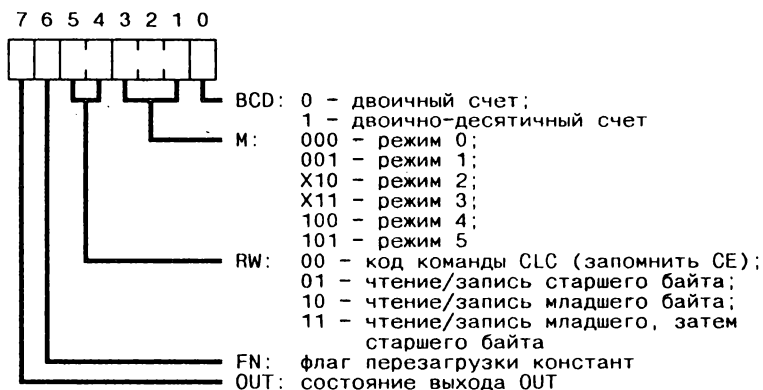 7 6 5 4 3 2 1 0
BCD: 0 – двоичный счет;
1 – двоично-десятичный счет
M: 000 – режим 0;
001 – режим 1;
X10 – режим 2;
X11 – режим 3;
100 – режим 4;
101 – режим 5
RW: 00 – код команды CLC (запомнить CE);
01 – чтение/запись старшего байта;
10 – чтение/запись младшего байта;
11 – чтение/запись младшего, затем
старшего байта
FN: флаг перезагрузки констант
OUT: состояние выхода OUT